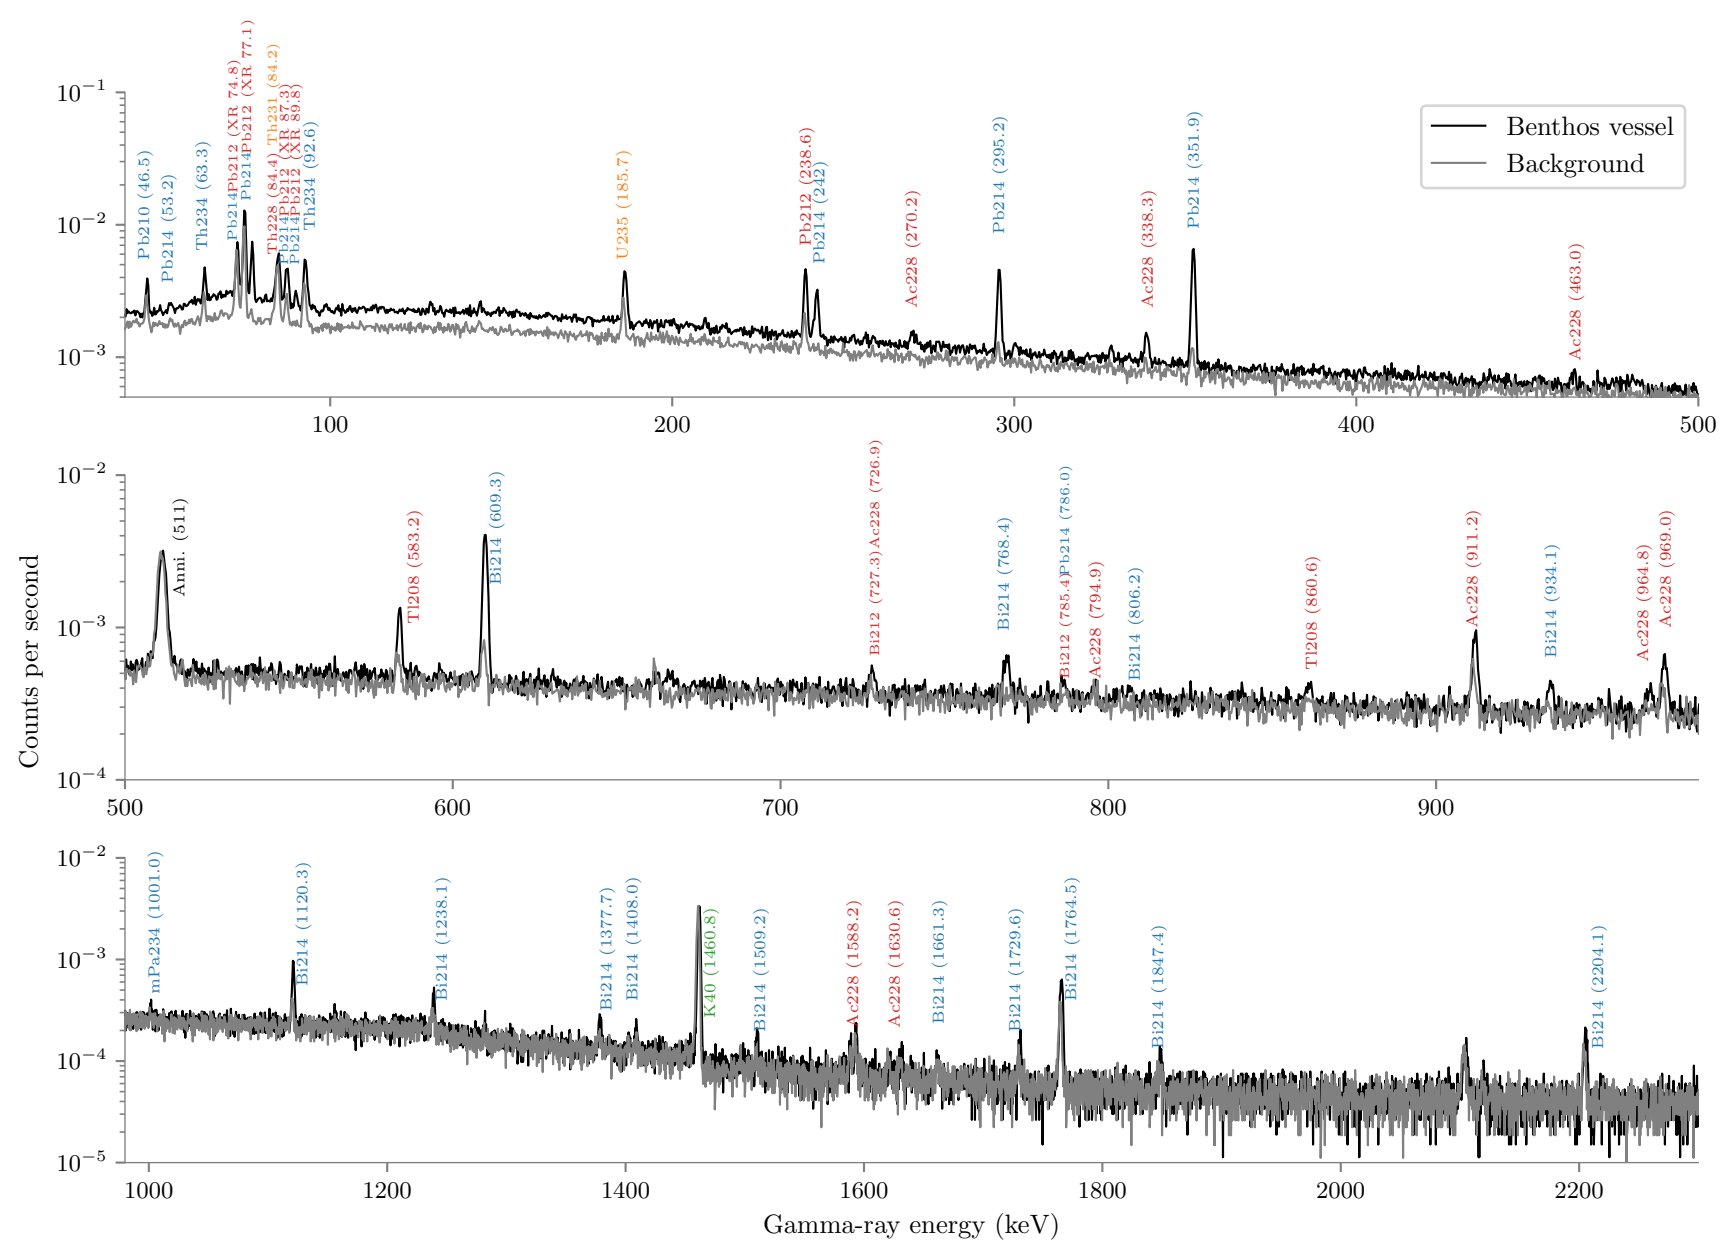 Benthos vessel
Background
10−1
10−2
10−3
Pb210 (46.5)
Pb214 (53.2)
Th234 (63.3)
Pb214
Pb212 (XR 74.8)
Pb214
Pb212 (XR 77.1)
Th228 (84.4)
Th231 (84.2)
Pb214
Pb212 (XR 87.3)
Pb214
Pb212 (XR 89.8)
Th234 (92.6)
U235 (185.7)
Pb212 (238.6)
Pb214 (242)
Ac228 (270.2)
Pb214 (295.2)
Ac228 (338.3)
Pb214 (351.9)
Ac228 (463.0)
100
200
300
400
500
Counts per second
10−2
10−3
10−4
Anni. (511)
Tl208 (583.2)
Bi214 (609.3)
Bi212 (727.3)
Ac228 (726.9)
Bi214 (768.4)
Bi212 (785.4)
Pb214 (786.0)
Ac228 (794.9)
Bi214 (806.2)
Tl208 (860.6)
Ac228 (911.2)
Bi214 (934.1)
Ac228 (964.8)
Ac228 (969.0)
500
600
700
800
900
10−2
10−3
10−4
10−5
mPa234 (1001.0)
Bi214 (1120.3)
Bi214 (1238.1)
Bi214 (1377.7)
Bi214 (1408.0)
K40 (1460.8)
Bi214 (1509.2)
Ac228 (1588.2)
Ac228 (1630.6)
Bi214 (1661.3)
Bi214 (1729.6)
Bi214 (1764.5)
Bi214 (1847.4)
Bi214 (2204.1)
1000
1200
1400
1600
1800
2000
2200
Gamma-ray energy (keV)